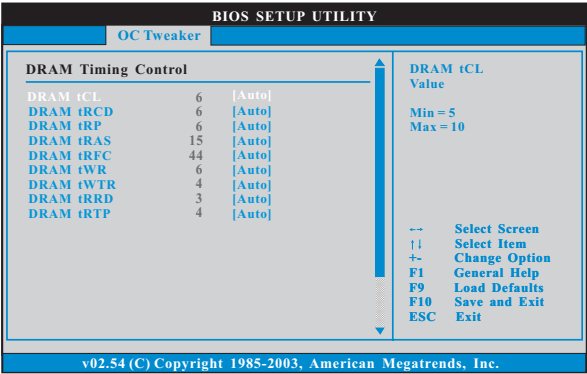 BIOS SETUP UTILITY
OC Tweaker
DRAM Timing Control
DRAM tCL 6 [Auto]
DRAM tRCD 6 [Auto]
DRAM tRP 6 [Auto]
DRAM tRAS 15 [Auto]
DRAM tRFC 44 [Auto]
DRAM tWR 6 [Auto]
DRAM tWTR 4 [Auto]
DRAM tRRD 3 [Auto]
DRAM tRTP 4 [Auto]
DRAM tCL
Value
Min = 5
Max = 10
←→ Select Screen
↑↓ Select Item
+- Change Option
F1 General Help
F9 Load Defaults
F10 Save and Exit
ESC Exit
v02.54 (C) Copyright 1985-2003, American Megatrends, Inc.